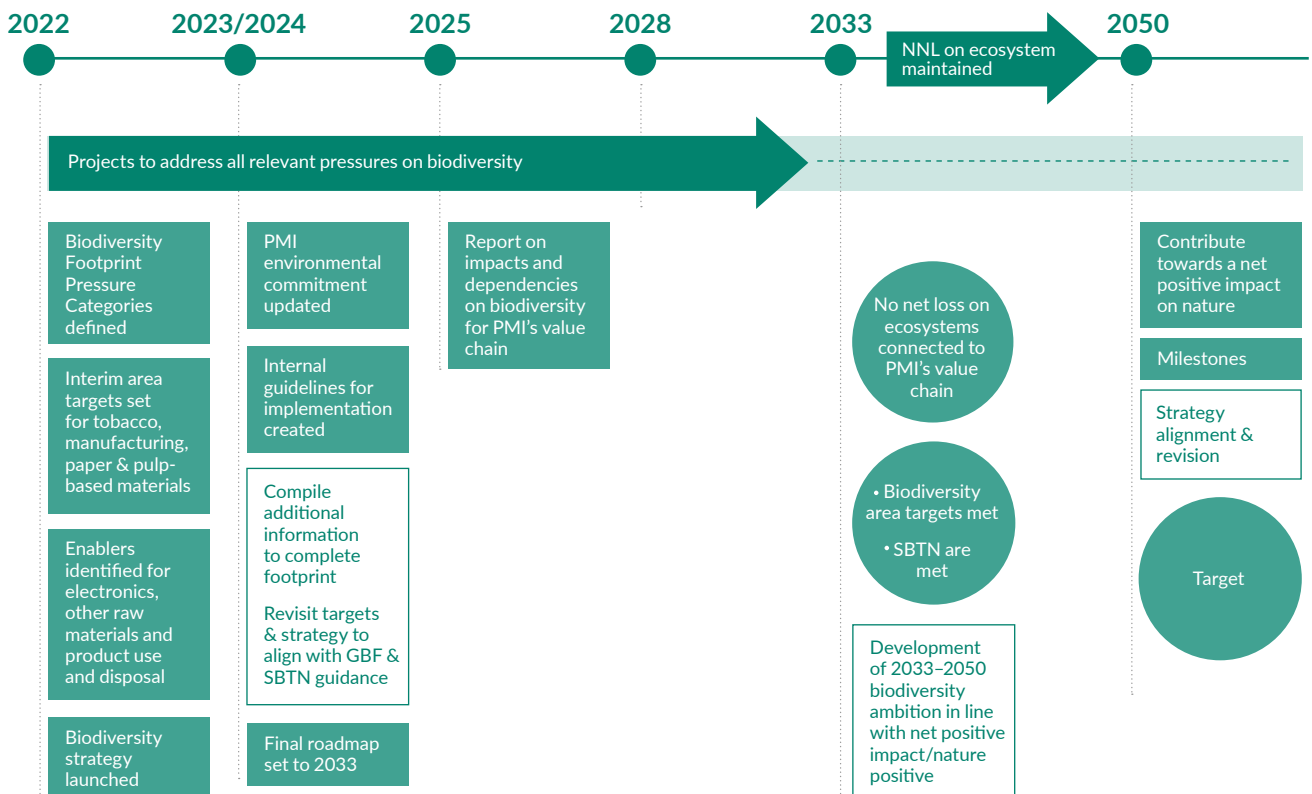 2022
2023/2024
2025
2028
2033
NNL on ecosystem
maintained
2050
Projects to address all relevant pressures on biodiversity
Biodiversity
Footprint
Pressure
Categories
defined
Interim area
targets set
for tobacco,
manufacturing,
paper & pulp-
based materials
Enablers
identified for
electronics,
other raw
materials and
product use
and disposal
Biodiversity
strategy
launched
PMI
environmental
commitment
updated
Internal
guidelines for
implementation
created
Compile
additional
information
to complete
footprint
Revisit targets
& strategy to
align with GBF &
SBTN guidance
Final roadmap
set to 2033
Report on
impacts and
dependencies
on biodiversity
for PMI's value
chain
No net loss on
ecosystems
connected to
PMI's value
chain
• Biodiversity
area targets met
• SBTN are
met
Development
of 2033–2050
biodiversity
ambition in line
with net positive
impact/nature
positive
Contribute
towards a net
positive impact
on nature
Milestones
Strategy
alignment &
revision
Target